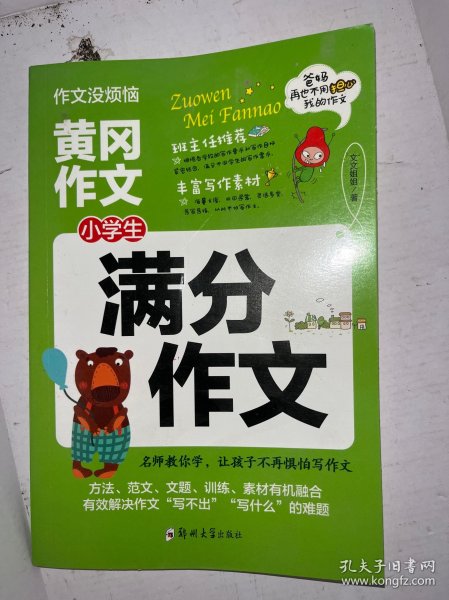 作文没烦恼
Zuowen
Mei Fannao
爸妈
再也不用担心
我的作文
黄冈
作文
班主任推荐
丰富写作素材
文文姐姐/著
小学生
满分
作文
名师教你学，让孩子不再惧怕写作文
方法、范文、文题、训练、素材有机融合
有效解决作文“写不出”“写什么”的难题
郑州大学出版社
孔夫子旧书网
www.kongfz.com